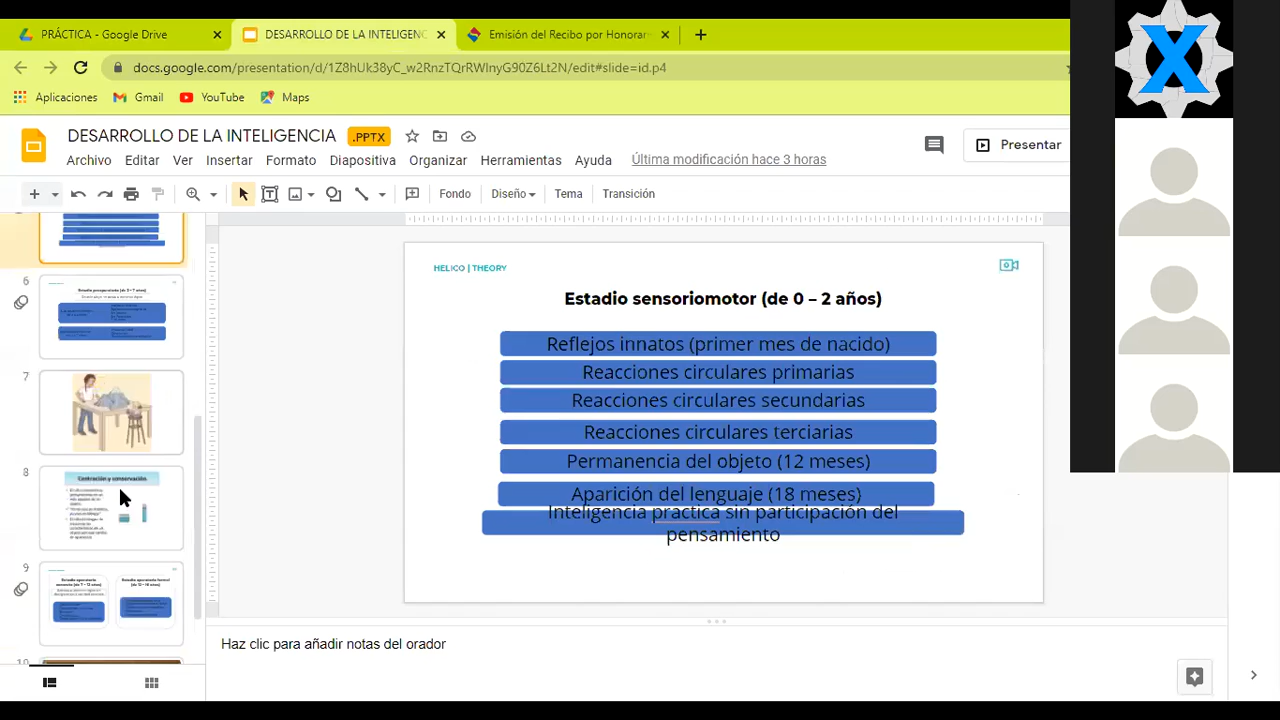 PRÁCTICA - Google Drive
DESARROLLO DE LA INTELIGENC
Emisión del Recibo por Honorar
docs.google.com/presentation/d/1Z8hUk38yC_w2RnzTQrRWInyG90Z6Lt2N/edit#slide=id.p4
Aplicaciones
Gmail
YouTube
Maps
DESARROLLO DE LA INTELIGENCIA
.PPTX
Archivo
Editar
Ver
Insertar
Formato
Diapositiva
Organizar
Herramientas
Ayuda
Última modificación hace 3 horas
Presentar
Fondo
Diseño
Tema
Transición
6
7
8
Centración y conservación
9
10
HELICO | THEORY
Estadio sensoriomotor (de 0 – 2 años)
Reflejos innatos (primer mes de nacido)
Reacciones circulares primarias
Reacciones circulares secundarias
Reacciones circulares terciarias
Permanencia del objeto (12 meses)
Aparición del lenguaje (18 meses)
Inteligencia practica sin participación del
pensamiento
Haz clic para añadir notas del orador
X